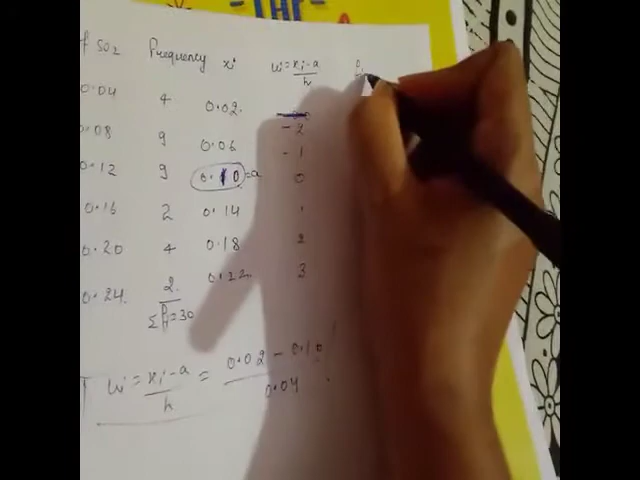 f SO₂ Frequency xi ui = xi-a/h fi
0.04 4 0.02 -2
0.08 9 0.06 -1
0.12 9 0.10 =a 0
0.16 2 0.14 1
0.20 4 0.18 2
0.24 2 0.22 3
Σfi=30
ui = xi-a/h = 0.02-0.10/0.04